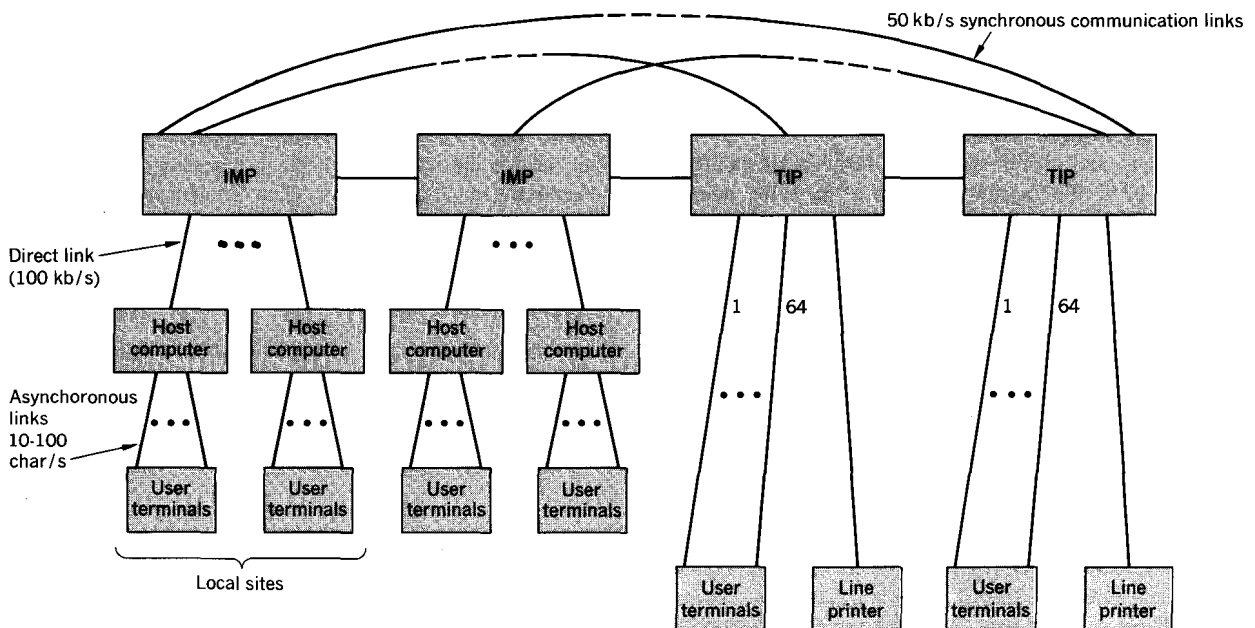 50 kb/s synchronous communication links
IMP
IMP
TIP
TIP
Direct link
(100 kb/s)
1
64
1
64
Host
computer
Host
computer
Host
computer
Host
computer
Asynchoronous
links
10-100
char/s
User
terminals
User
terminals
User
terminals
User
terminals
Local sites
User
terminals
Line
printer
User
terminals
Line
printer